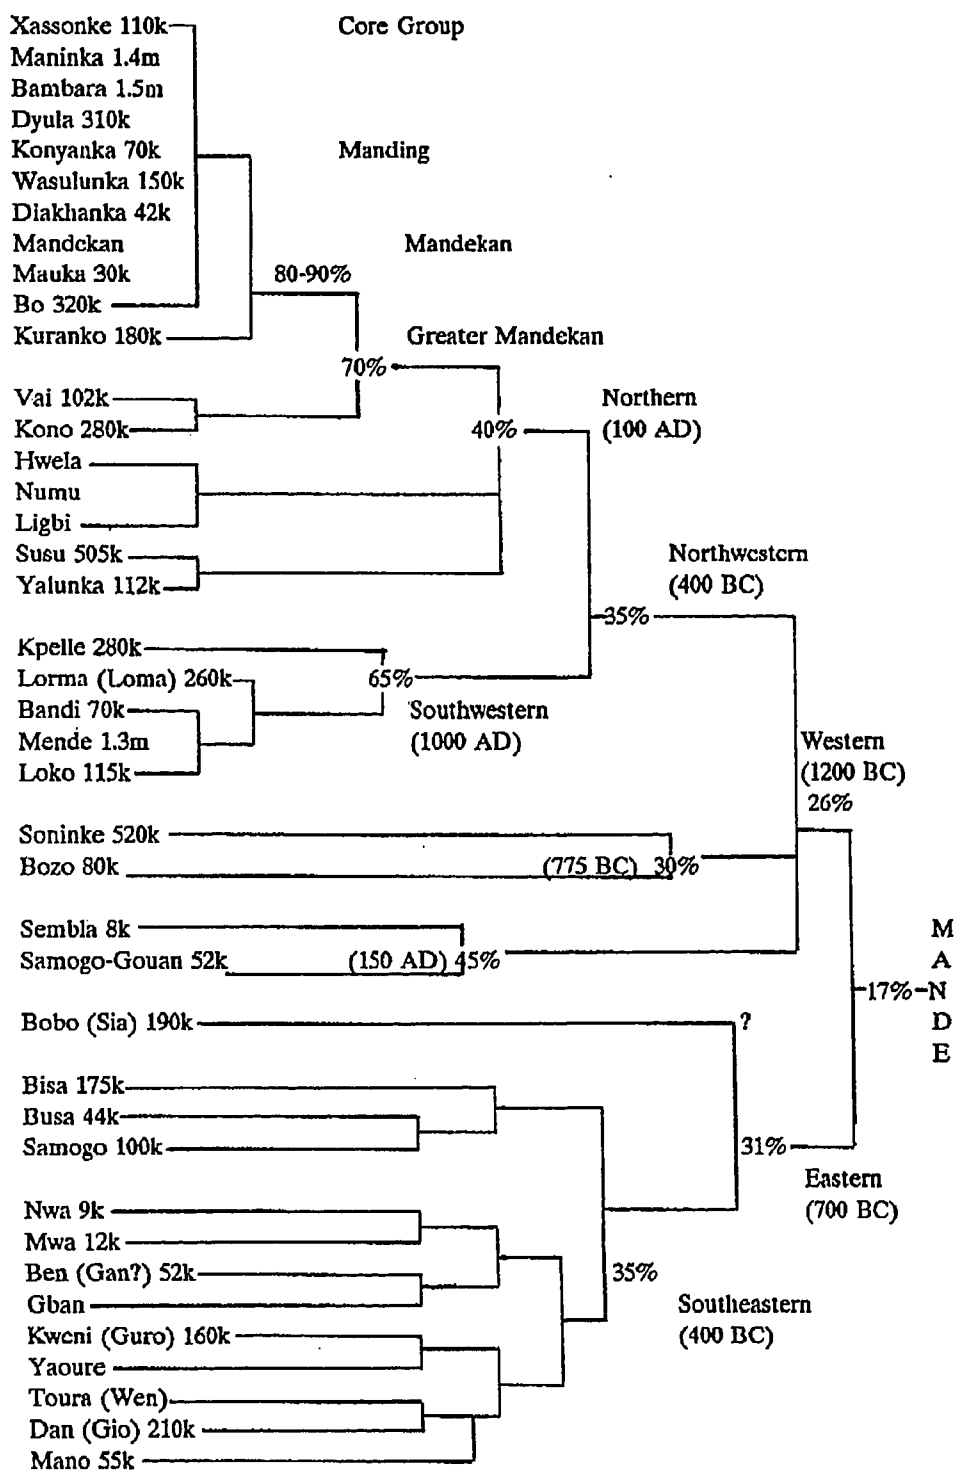 Xassonke 110k Core Group
Maninka 1.4m
Bambara 1.5m
Dyula 310k
Konyanka 70k Manding
Wasulunka 150k
Diakhanka 42k
Mandekan Mandekan
Mauka 30k 80-90%
Bo 320k
Kuranko 180k Greater Mandekan
70%
Vai 102k Northern
Kono 280k 40% (100 AD)
Hwela
Numu
Ligbi
Susu 505k Northwestern
Yalunka 112k (400 BC)
35%
Kpelle 280k
Lorma (Loma) 260k 65%
Bandi 70k Southwestern
Mende 1.3m (1000 AD) Western
Loko 115k (1200 BC)
26%
Soninke 520k
Bozo 80k (775 BC) 30%
Sembla 8k M
Samogo-Gouan 52k (150 AD) 45% A
17% N
Bobo (Sia) 190k ? D
E
Bisa 175k
Busa 44k
Samogo 100k 31%
Eastern
Nwa 9k (700 BC)
Mwa 12k
Ben (Gan?) 52k 35%
Gban Southeastern
Kweni (Guro) 160k (400 BC)
Yaoure
Toura (Wen)
Dan (Gio) 210k
Mano 55k